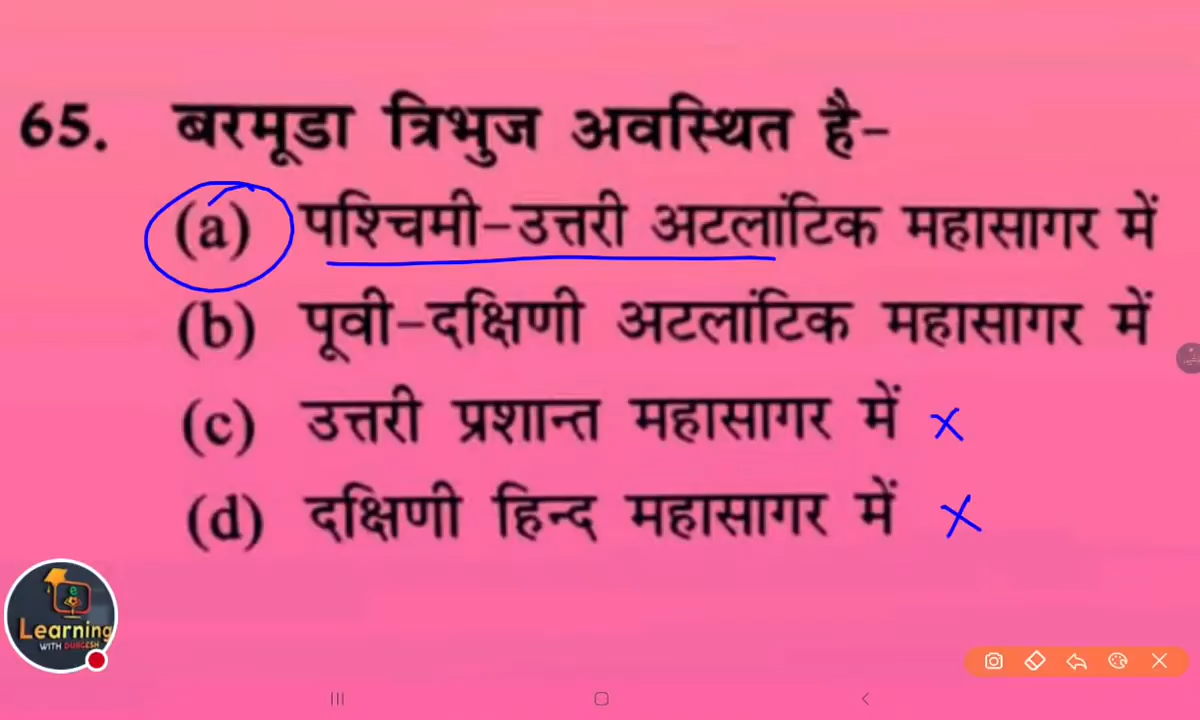 65. बरमूडा त्रिभुज अवस्थित है–
(a) पश्चिमी–उत्तरी अटलांटिक महासागर में
(b) पूर्वी–दक्षिणी अटलांटिक महासागर में
(c) उत्तरी प्रशान्त महासागर में
(d) दक्षिणी हिन्द महासागर में
e
Learning
WITH DURGESH